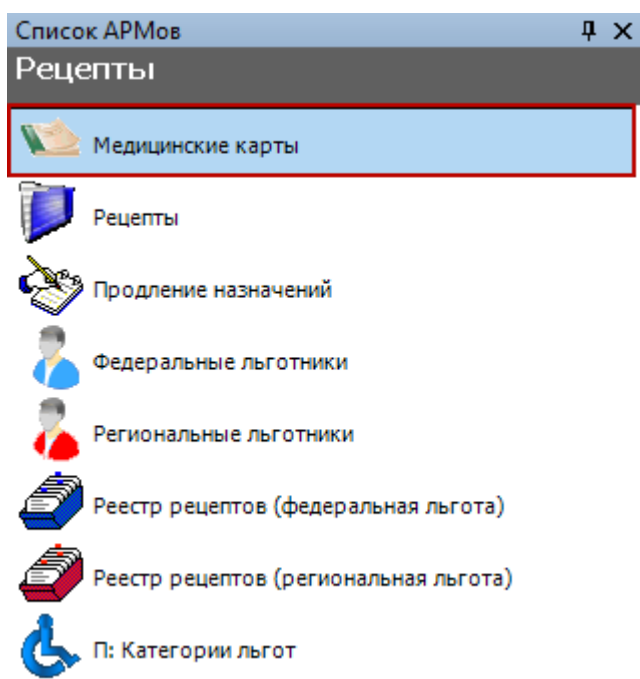 Список АРМов
Рецепты
Медицинские карты
Рецепты
Продление назначений
Федеральные льготники
Региональные льготники
Реестр рецептов (федеральная льгота)
Реестр рецептов (региональная льгота)
П: Категории льгот